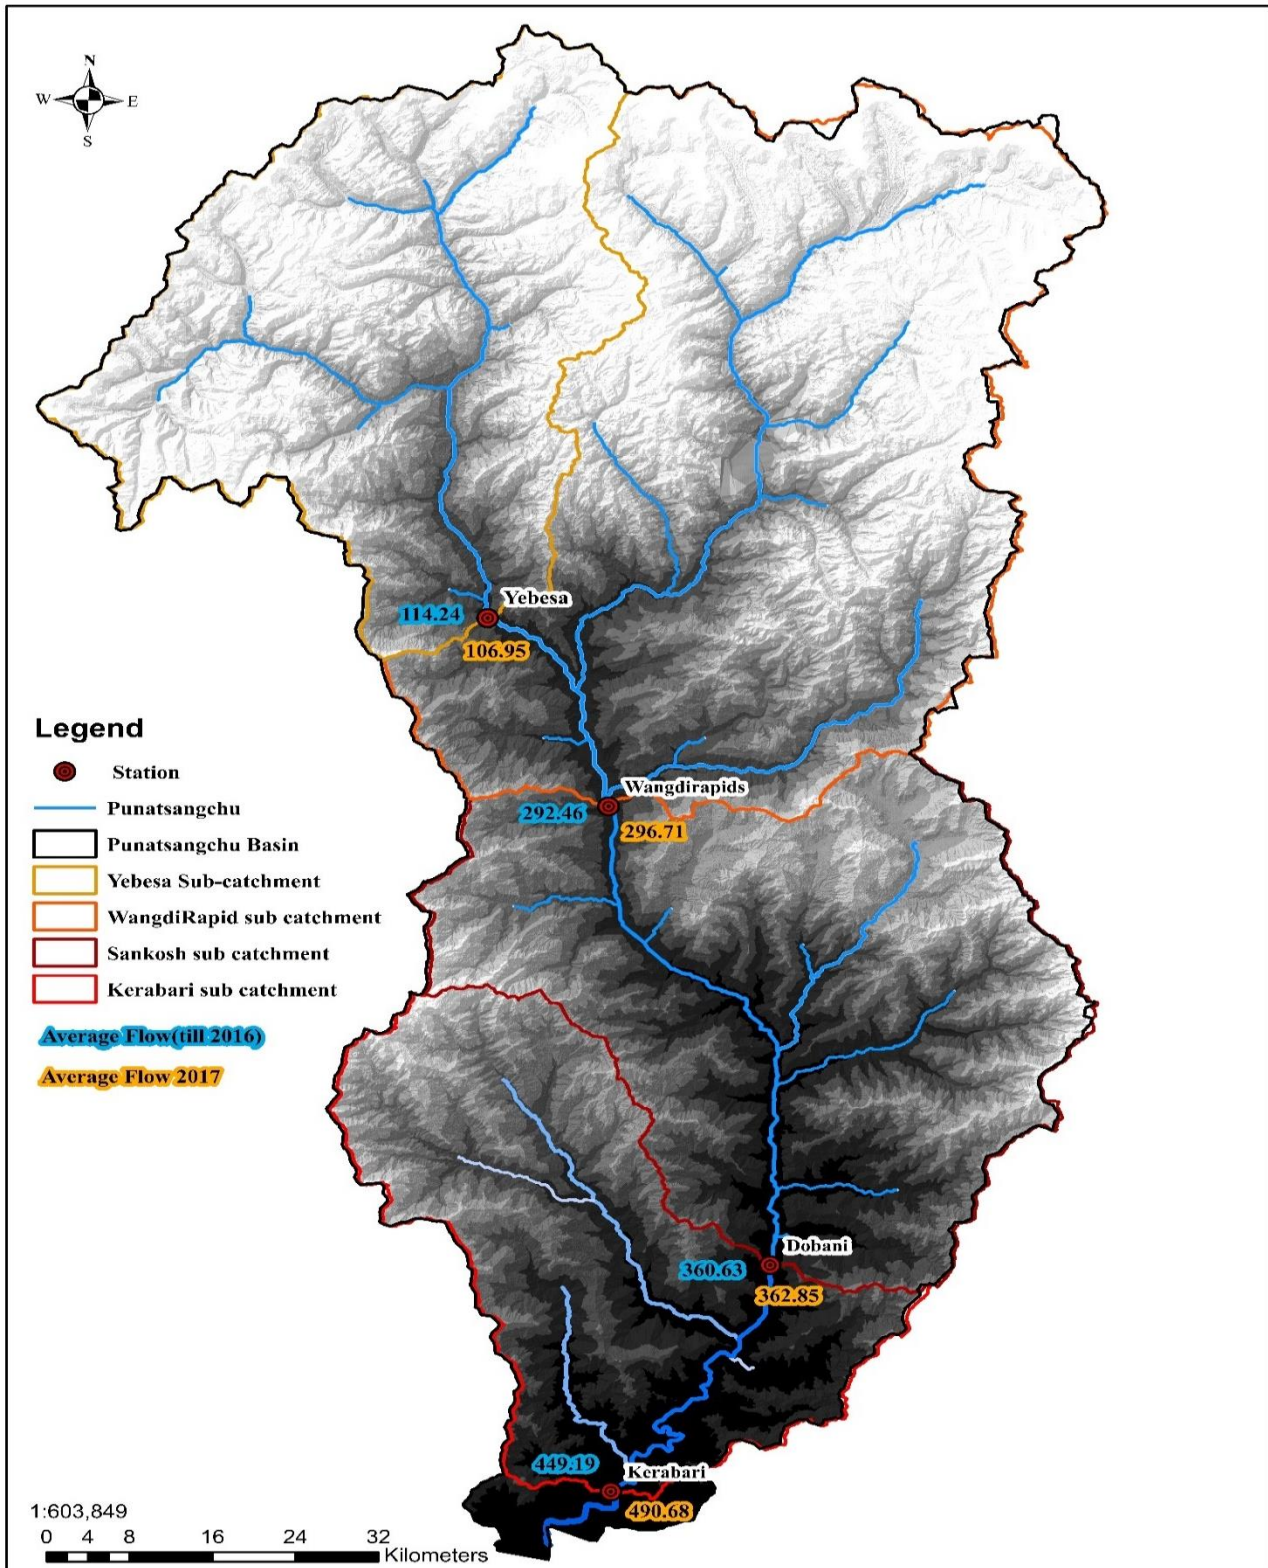 N
W E
S
Yebesa
114.24
106.95
Legend
Station
Punatsangchu
Punatsangchu Basin
Yebesa Sub-catchment
WangdiRapid sub catchment
Sankosh sub catchment
Kerabari sub catchment
Average Flow(till 2016)
Average Flow 2017
Wangdirapids
292.46
296.71
Dobani
360.63
362.85
449.19
Kerabari
490.68
1:603,849
0 4 8 16 24 32
Kilometers